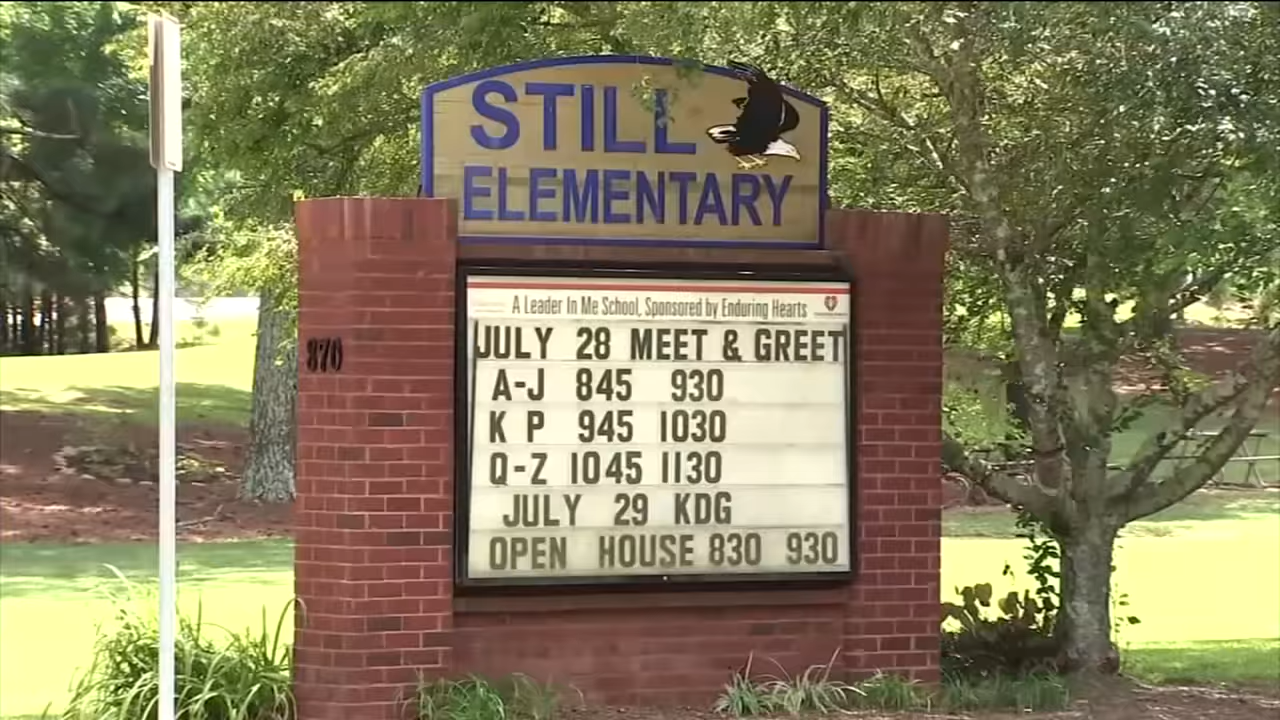 STILL
ELEMENTARY
A Leader In Me School, Sponsored by Enduring Hearts
JULY 28 MEET & GREET
A-J 845 930
K P 945 1030
Q-Z 1045 1130
JULY 29 KDG
OPEN HOUSE 830 930
870